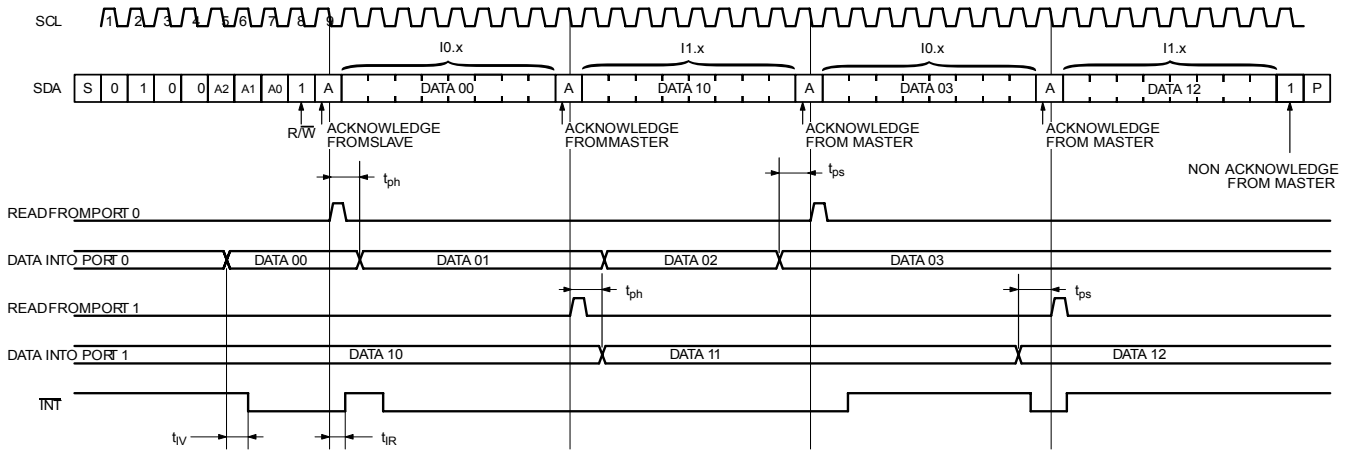 SCL 1 2 3 4 5 6 7 8 9
I0.x I1.x I0.x I1.x
SDA S 0 1 0 0 A2 A1 A0 1 A DATA 00 A DATA 10 A DATA 03 A DATA 12 1 P
R/W ACKNOWLEDGE ACKNOWLEDGE ACKNOWLEDGE ACKNOWLEDGE
FROMSLAVE FROMMASTER FROM MASTER FROM MASTER
NON ACKNOWLEDGE
FROM MASTER
tph tps
READFROMPORT 0
DATA INTO PORT 0 DATA 00 DATA 01 DATA 02 DATA 03
tph tps
READFROMPORT 1
DATA INTO PORT 1 DATA 10 DATA 11 DATA 12
INT
tIV tIR